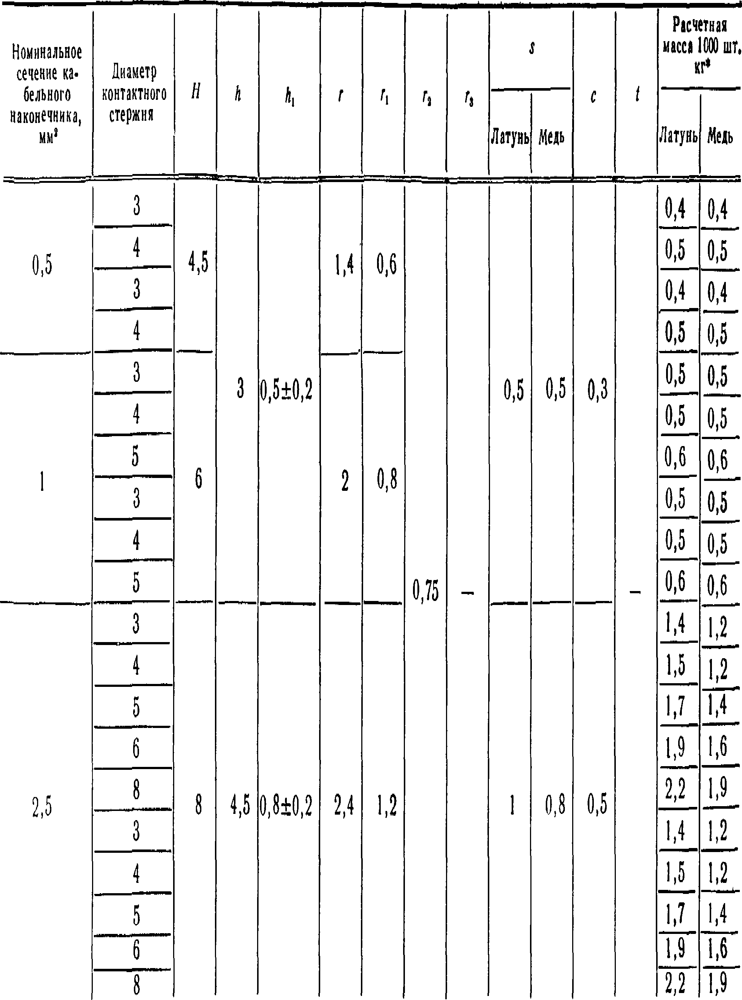 Номинальное сечение ка-
бельного
наконечника,
мм²
Диаметр
контактного
стержня
H
h
h₁
r
r₁
r₂
r₃
s
Латунь Медь
c
t
Расчетная
масса 1000 шт.
кг*
Латунь Медь
0,5 3 4,5 3 0,5±0,2 1,4 0,6 0,75 — 0,5 0,5 0,3 — 0,4 0,4
4 0,5 0,5
3 0,4 0,4
4 0,5 0,5
1 3 6 2 0,8 0,5 0,5
4 0,5 0,5
5 0,6 0,6
3 0,5 0,5
4 0,5 0,5
5 0,6 0,6
2,5 3 8 4,5 0,8±0,2 2,4 1,2 1 0,8 0,5 1,4 1,2
4 1,5 1,2
5 1,7 1,4
6 1,9 1,6
8 2,2 1,9
3 1,4 1,2
4 1,5 1,2
5 1,7 1,4
6 1,9 1,6
8 2,2 1,9